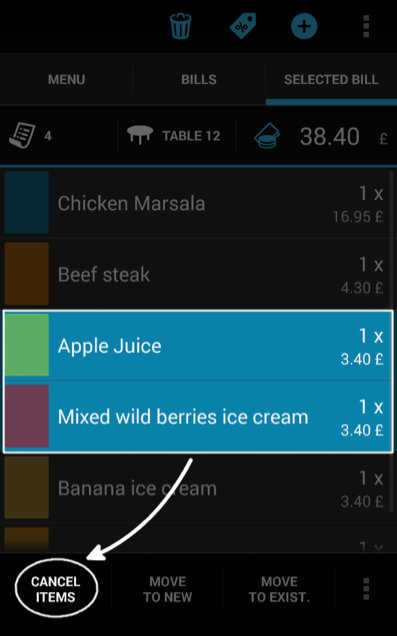 %
MENU BILLS SELECTED BILL
4 TABLE 12 38.40 £
Chicken Marsala 1 x
16.95 £
Beef steak 1 x
4.30 £
Apple Juice 1 x
3.40 £
Mixed wild berries ice cream 1 x
3.40 £
Banana ice cream 1 x
3.40 £
CANCEL ITEMS
MOVE TO NEW
MOVE TO EXIST.